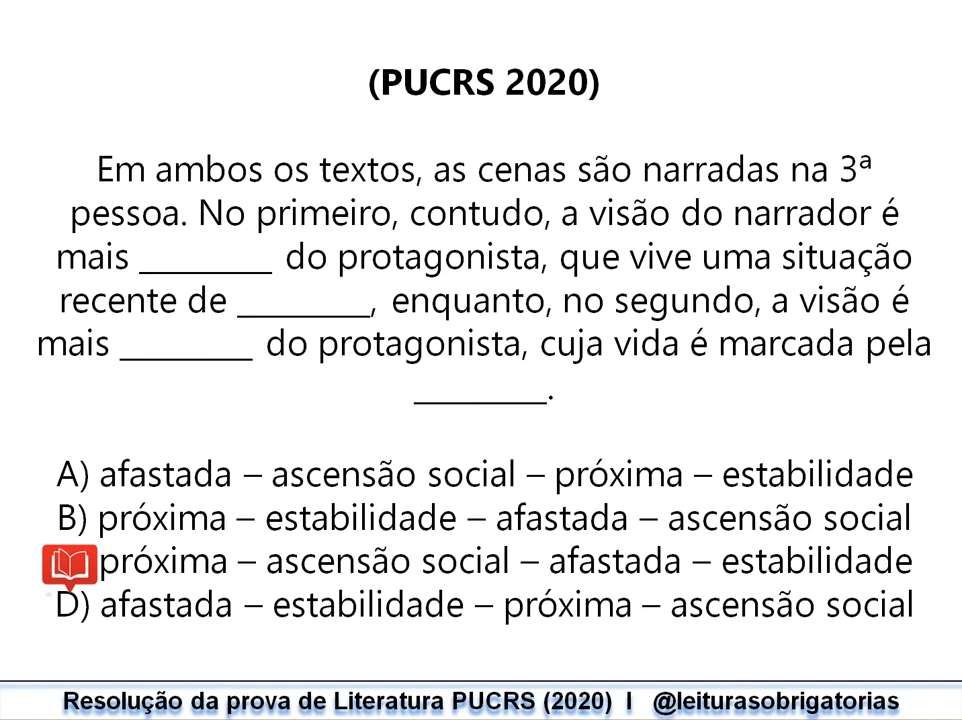 (PUCRS 2020)
Em ambos os textos, as cenas são narradas na 3ª
pessoa. No primeiro, contudo, a visão do narrador é
mais ________ do protagonista, que vive uma situação
recente de ________, enquanto, no segundo, a visão é
mais ________ do protagonista, cuja vida é marcada pela
________.
A) afastada – ascensão social – próxima – estabilidade
B) próxima – estabilidade – afastada – ascensão social
próxima – ascensão social – afastada – estabilidade
D) afastada – estabilidade – próxima – ascensão social
Resolução da prova de Literatura PUCRS (2020) I @leiturasobrigatorias